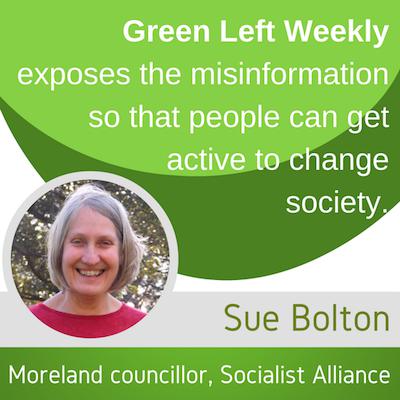 Green Left Weekly
exposes the misinformation
so that people can get
active to change
society.
Sue Bolton
Moreland councillor, Socialist Alliance